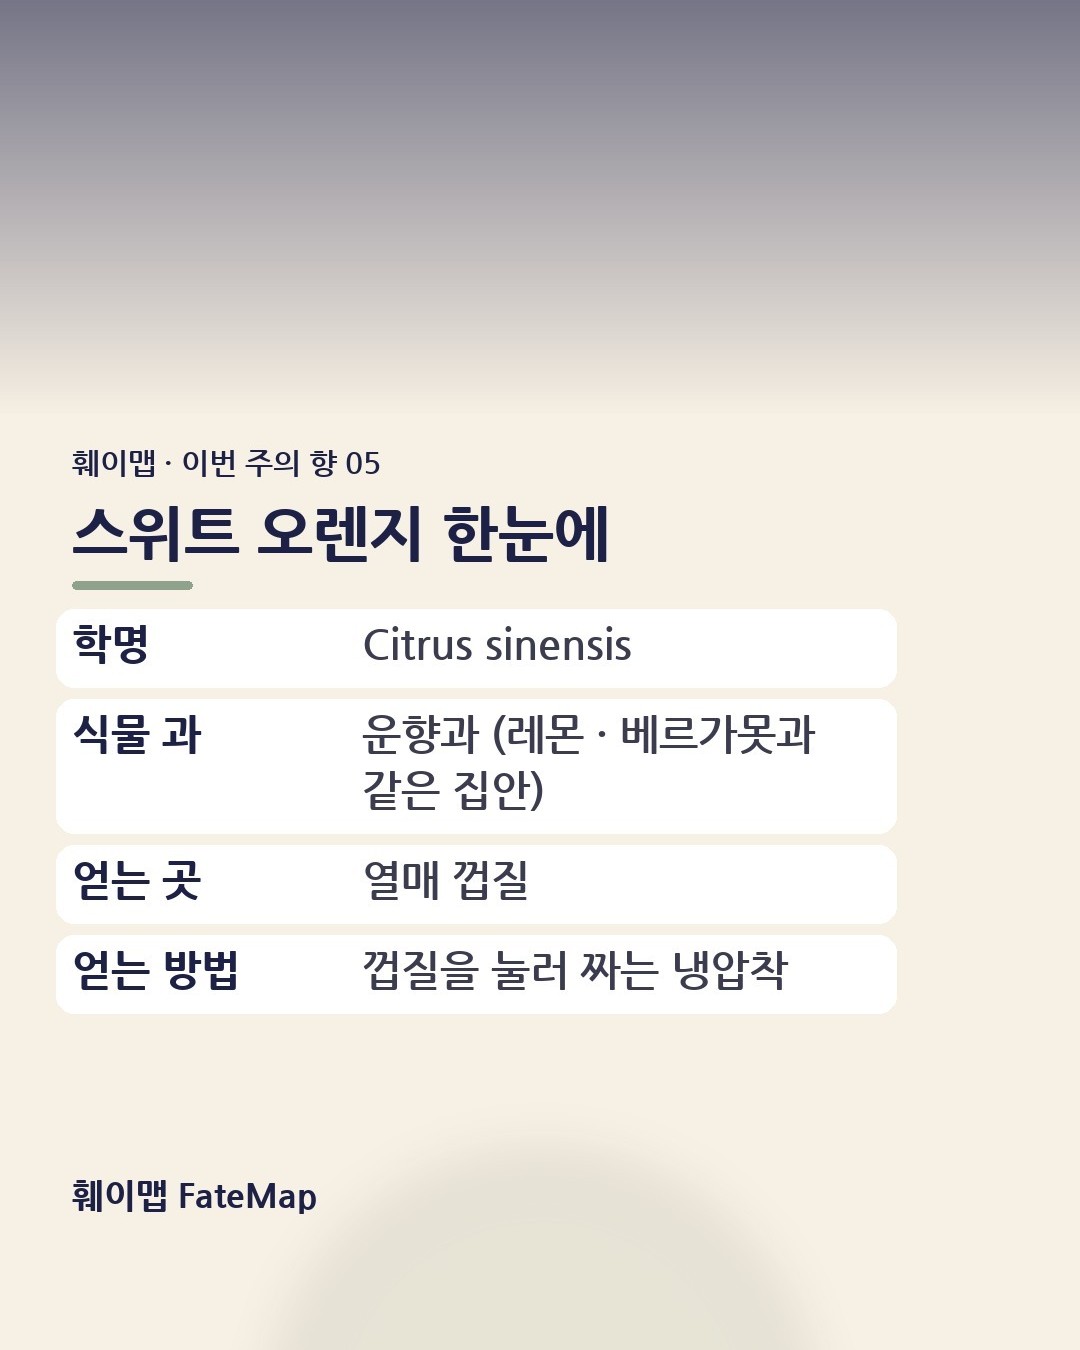 훼이맵 · 이번 주의 향 05
스위트 오렌지 한눈에
학명 Citrus sinensis
식물 과 운향과 (레몬 · 베르가못과
같은 집안)
얻는 곳 열매 껍질
얻는 방법 껍질을 눌러 짜는 냉압착
훼이맵 FateMap